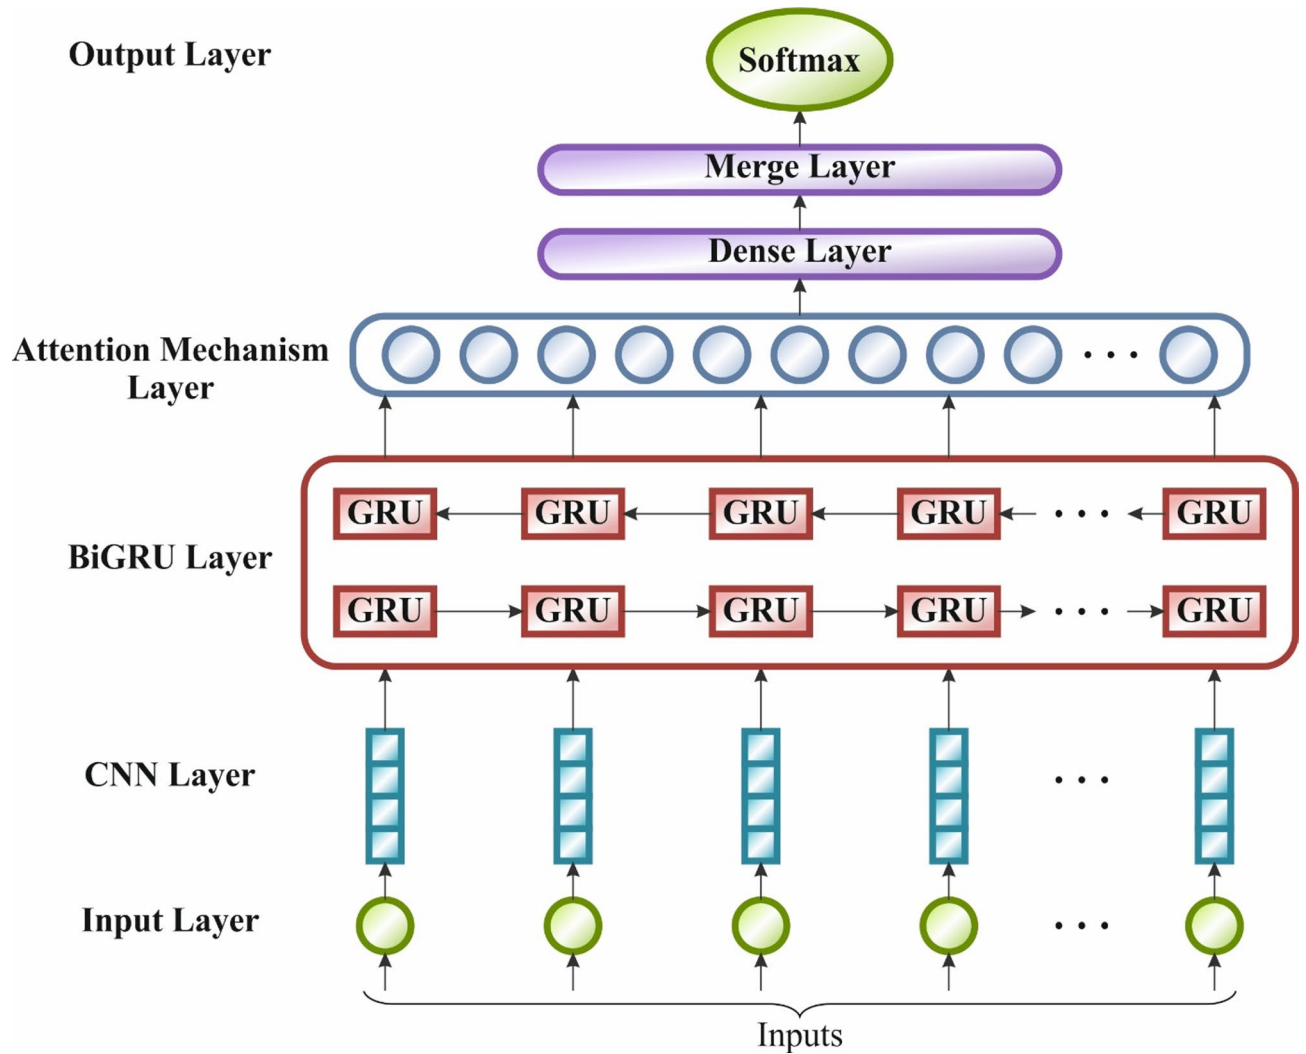 Output Layer
Softmax
Merge Layer
Dense Layer
Attention Mechanism
Layer
. . .
GRU GRU GRU GRU . . . GRU
BiGRU Layer
GRU GRU GRU GRU . . . GRU
CNN Layer
. . .
Input Layer
. . .
Inputs